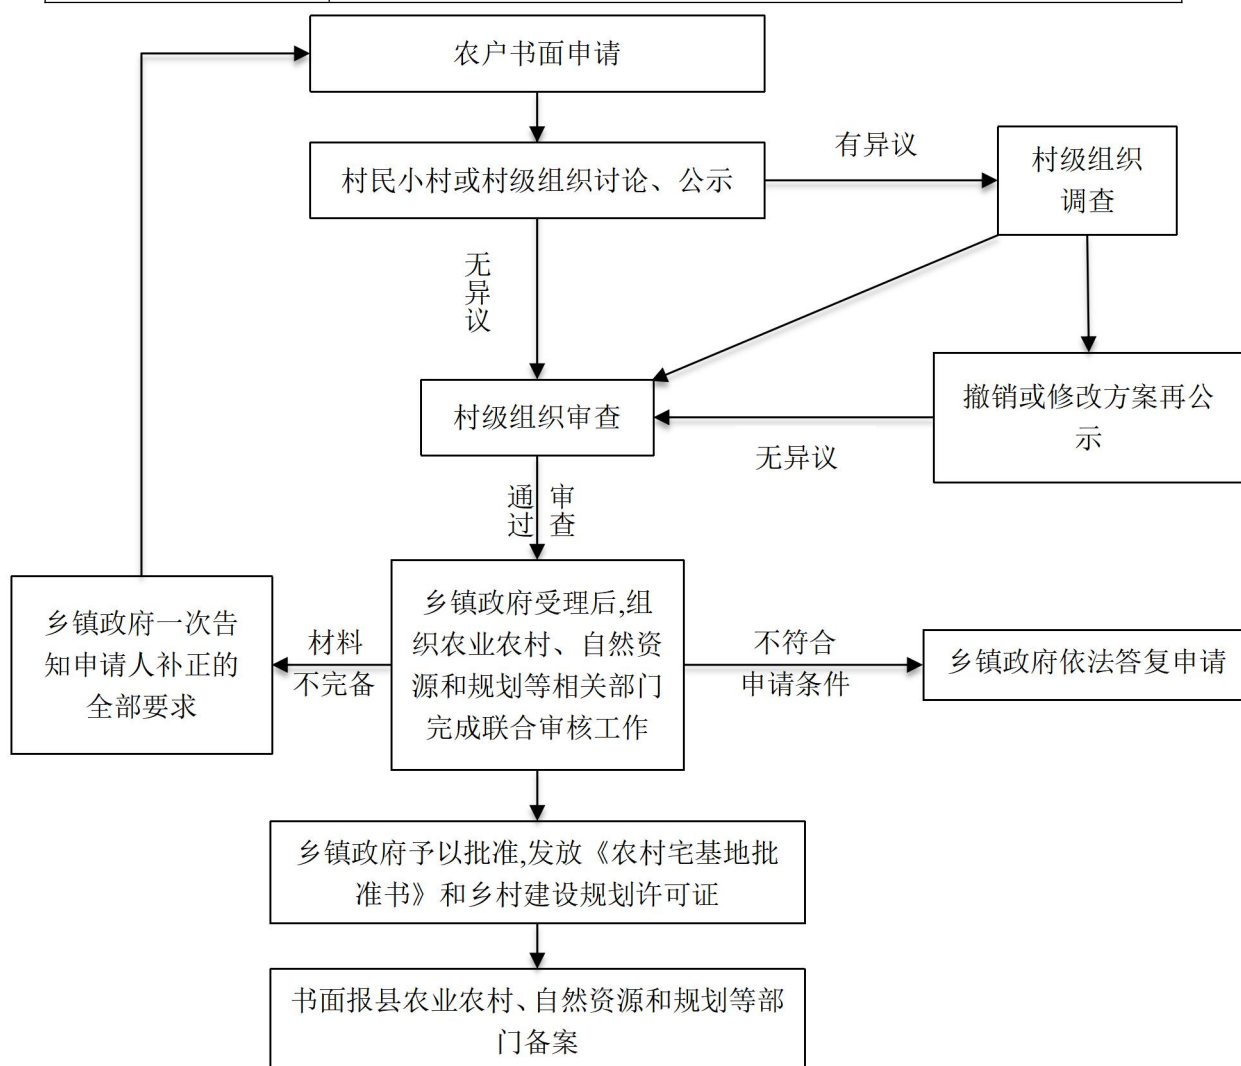 农户书面申请
村民小村或村级组织讨论、公示
有异议
村级组织
调查
无异议
撤销或修改方案再公
示
村级组织审查
无异议
通过
审查
乡镇政府一次告
知申请人补正的
全部要求
材料
不完备
乡镇政府受理后,组
织农业农村、自然资
源和规划等相关部门
完成联合审核工作
不符合
申请条件
乡镇政府依法答复申请
乡镇政府予以批准,发放《农村宅基地批
准书》和乡村建设规划许可证
书面报县农业农村、自然资源和规划等部
门备案